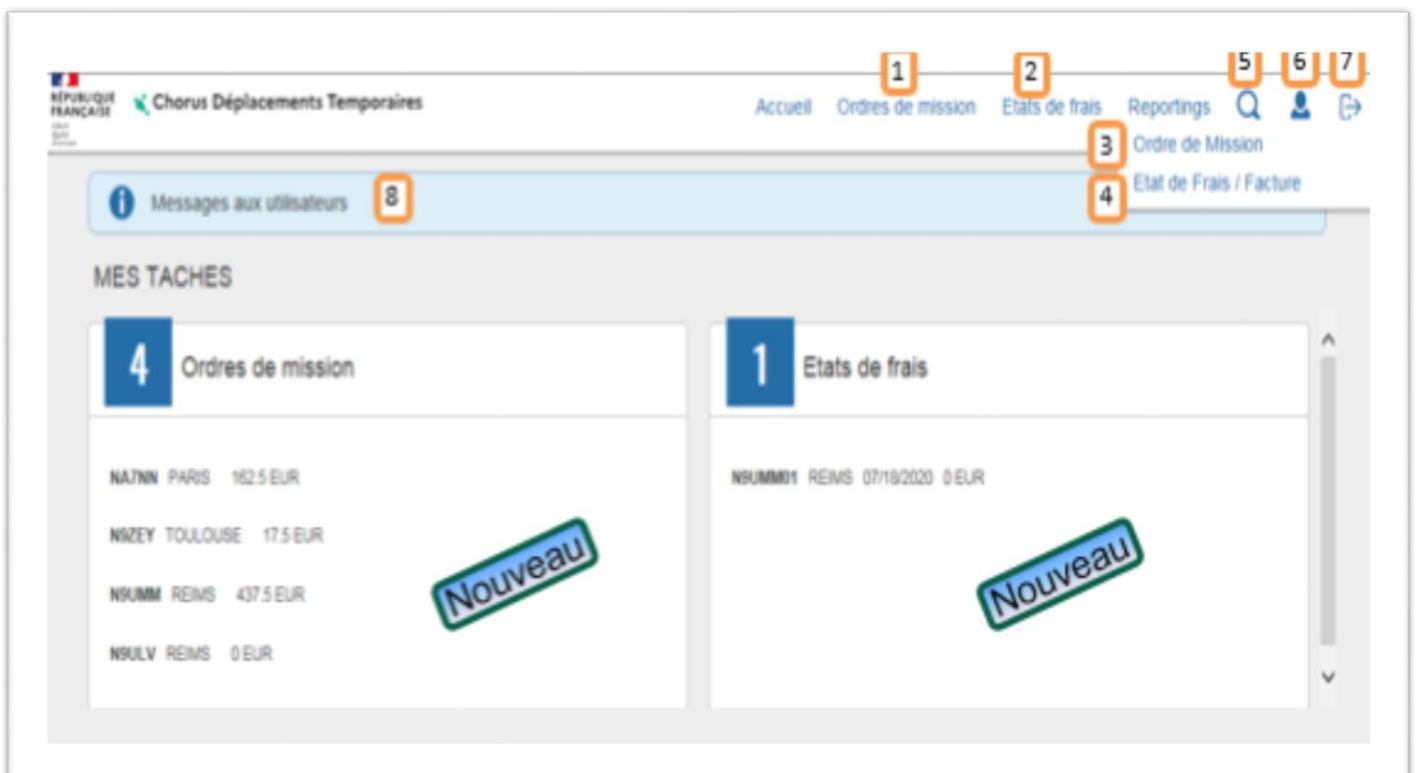 1 2 5 6 7
RÉPUBLIQUE
FRANÇAISE
Chorus Déplacements Temporaires
Accueil Ordres de mission Etats de frais Reportings
3 Ordre de Mission
4 Etat de Frais / Facture
Messages aux utilisateurs 8
MES TACHES
4 Ordres de mission
1 Etats de frais
NA7NN PARIS 162.5 EUR
N9ZEY TOULOUSE 17.5 EUR
N9UMM REIMS 437.5 EUR
N9ULV REIMS 0 EUR
Nouveau
N9UMM01 REIMS 07/18/2020 0 EUR
Nouveau